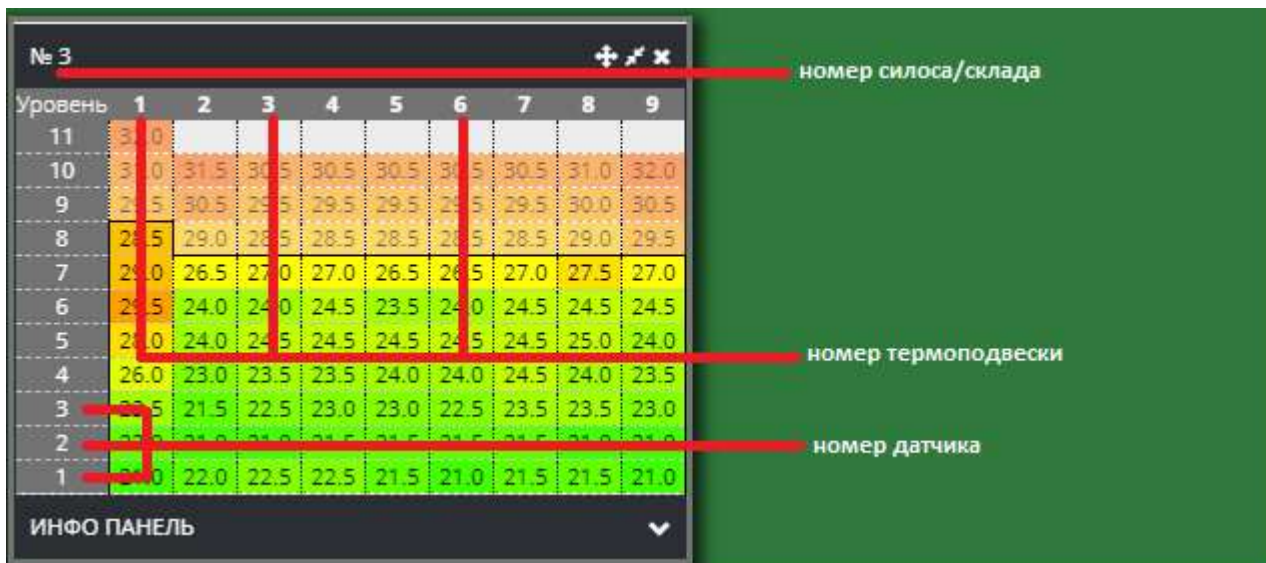 № 3
номер силоса/склада
Уровень 1 2 3 4 5 6 7 8 9
11
10 31.5 30.5 30.5 30.5 31.0 32.0
9 30.5 29.5 29.5 29.5 30.0 30.5
8 29.0 28.5 28.5 28.5 29.0 29.5
7 26.5 27.0 26.5 27.0 27.5 27.0
6 24.0 24.5 23.5 24.5 24.5 24.5
5 24.0 24.5 24.5 24.5 25.0 24.0
номер термоподвески
4 26.0 23.0 23.5 23.5 24.0 24.0 24.5 24.0 23.5
3 21.5 22.5 23.0 23.0 22.5 23.5 23.5 23.0
2
номер датчика
1 22.0 22.5 22.5 21.5 21.0 21.5 21.5 21.0
ИНФО ПАНЕЛЬ